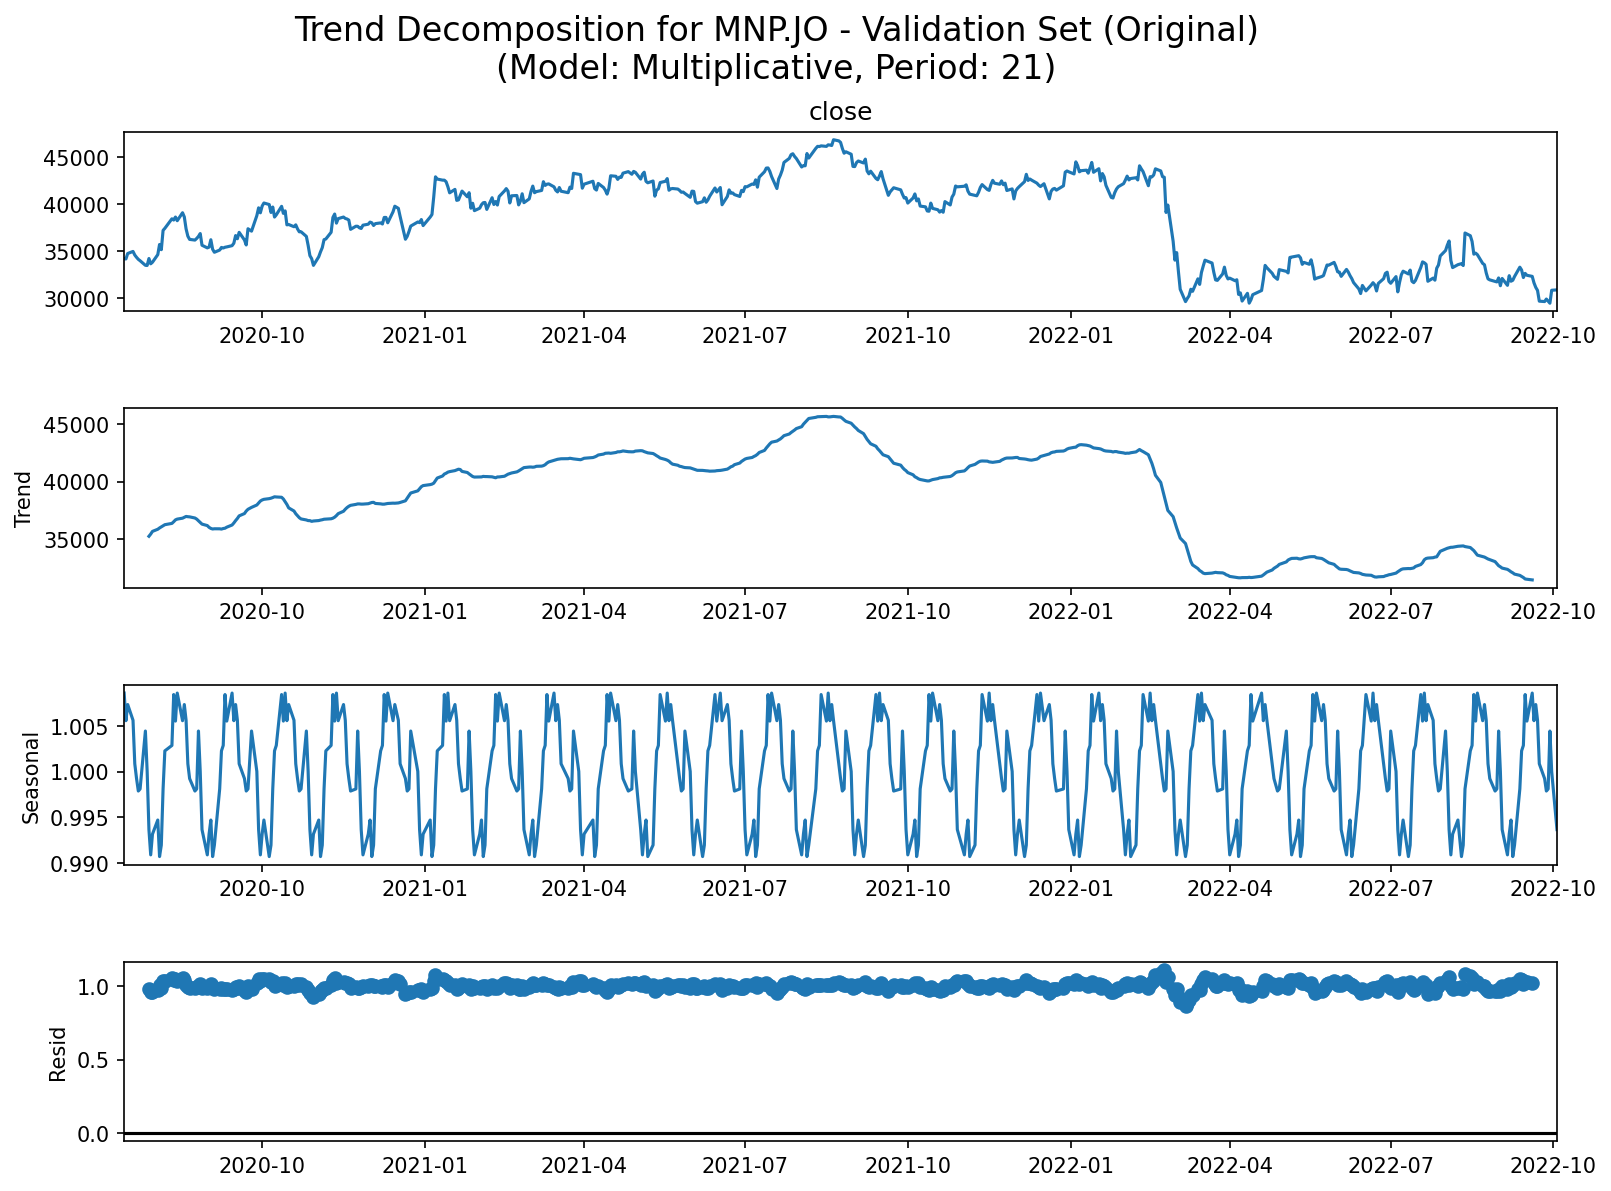 Trend Decomposition for MNP.JO - Validation Set (Original)
(Model: Multiplicative, Period: 21)
close
45000
40000
35000
30000
2020-10 2021-01 2021-04 2021-07 2021-10 2022-01 2022-04 2022-07 2022-10
Trend
45000
40000
35000
2020-10 2021-01 2021-04 2021-07 2021-10 2022-01 2022-04 2022-07 2022-10
Seasonal
1.005
1.000
0.995
0.990
2020-10 2021-01 2021-04 2021-07 2021-10 2022-01 2022-04 2022-07 2022-10
Resid
1.0
0.5
0.0
2020-10 2021-01 2021-04 2021-07 2021-10 2022-01 2022-04 2022-07 2022-10